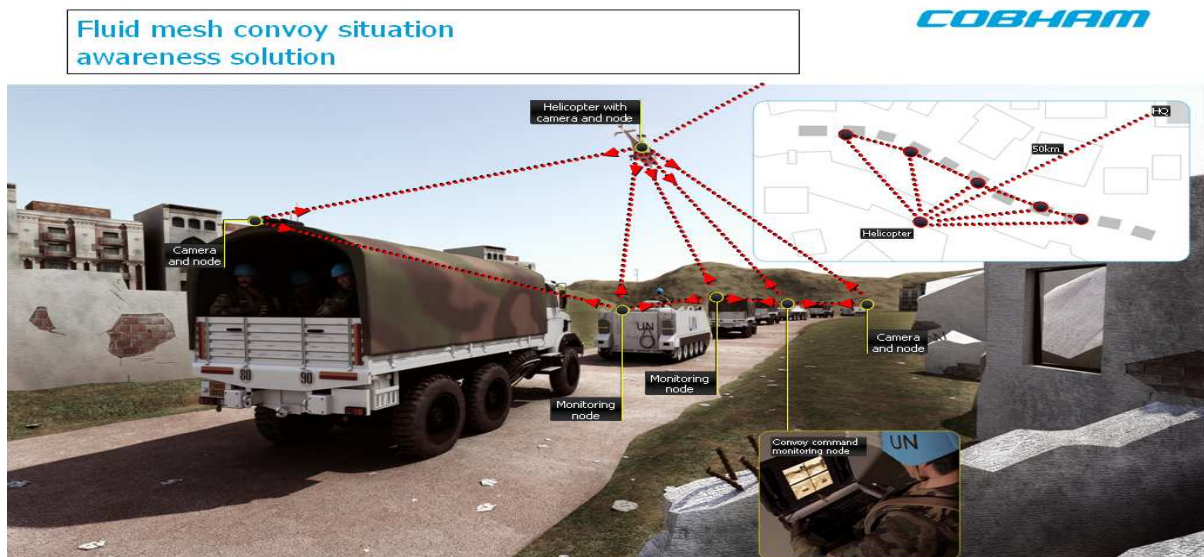 Fluid mesh convoy situation
awareness solution
COBHAM
Helicopter with
camera and node
HQ
50km
Helicopter
Camera
and node
UN
80
90
Monitoring
node
Monitoring
node
Camera
and node
Convoy command
monitoring node
UN